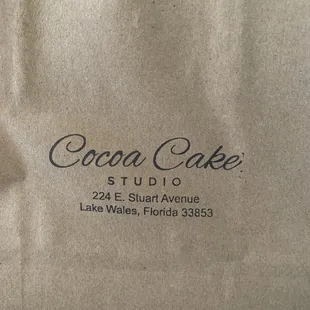 Cocoa Cake
STUDIO
224 E. Stuart Avenue
Lake Wales, Florida 33853